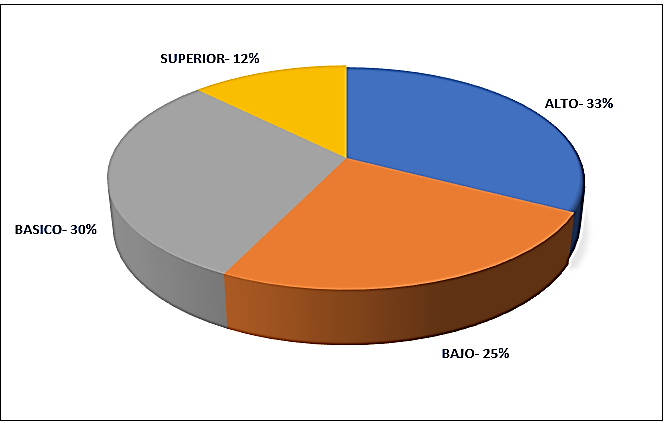 SUPERIOR- 12%
ALTO- 33%
BASICO- 30%
BAJO- 25%